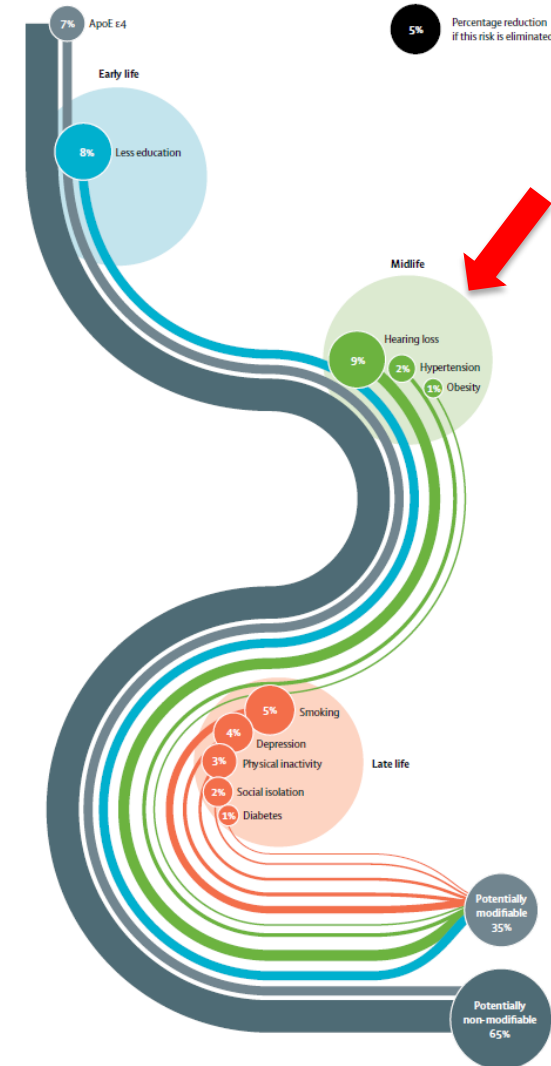 7% ApoE ε4
5% Percentage reduction
if this risk is eliminated
Early life
8% Less education
Midlife
Hearing loss
9%
2% Hypertension
1% Obesity
5% Smoking
4%
Depression
3% Physical inactivity
Late life
2% Social isolation
1% Diabetes
Potentially
modifiable
35%
Potentially
non-modifiable
65%